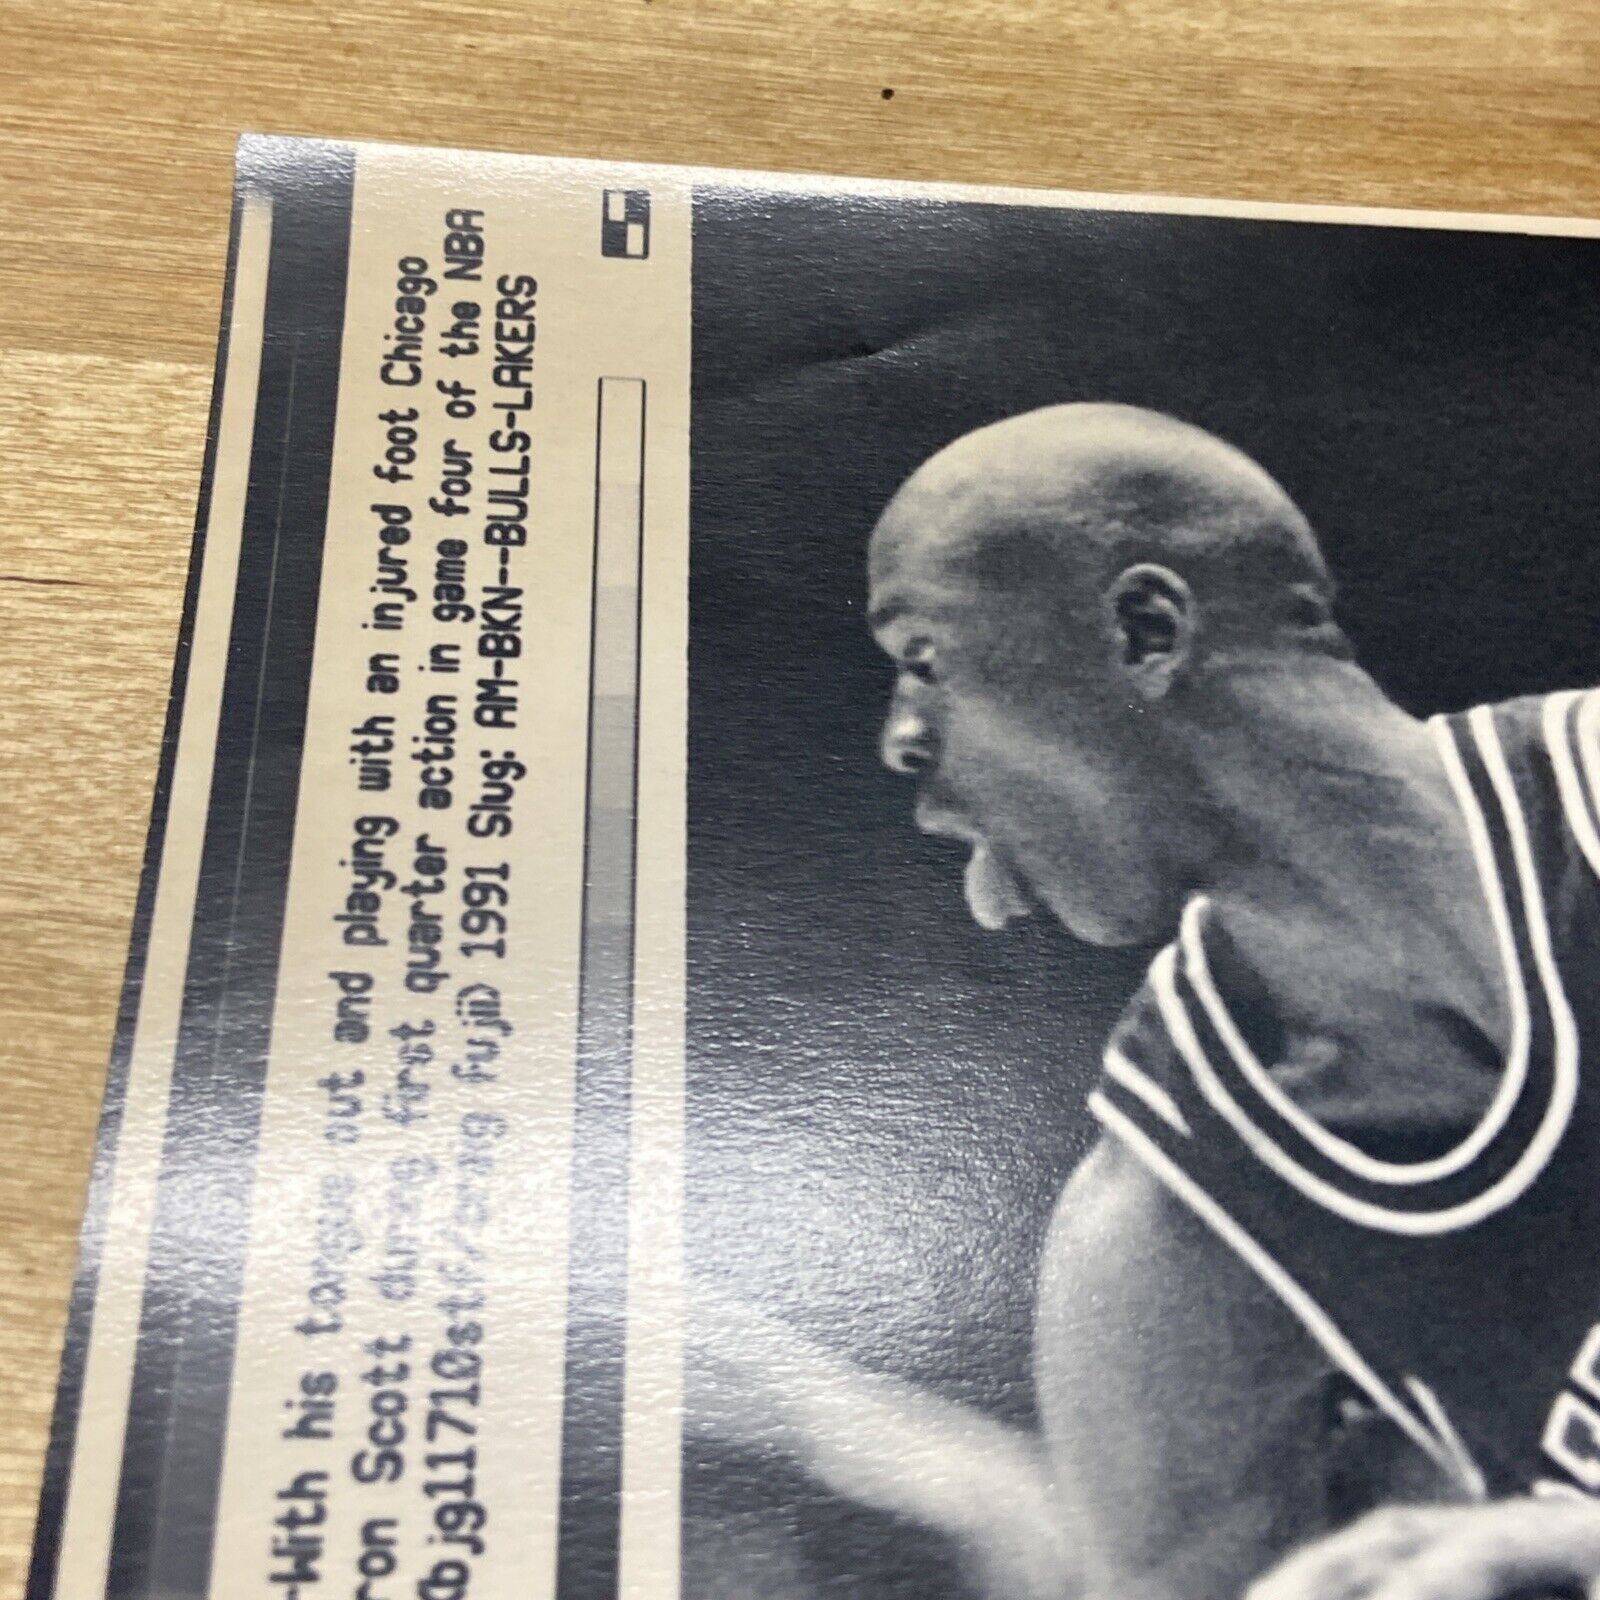 -With his tongue out and playing with an injured foot Chicago
ron Scott during first quarter action in game four of the NBA
(bjg11710stf/ fujii) 1991 Slug: AM-BKN--BULLS-LAKERS